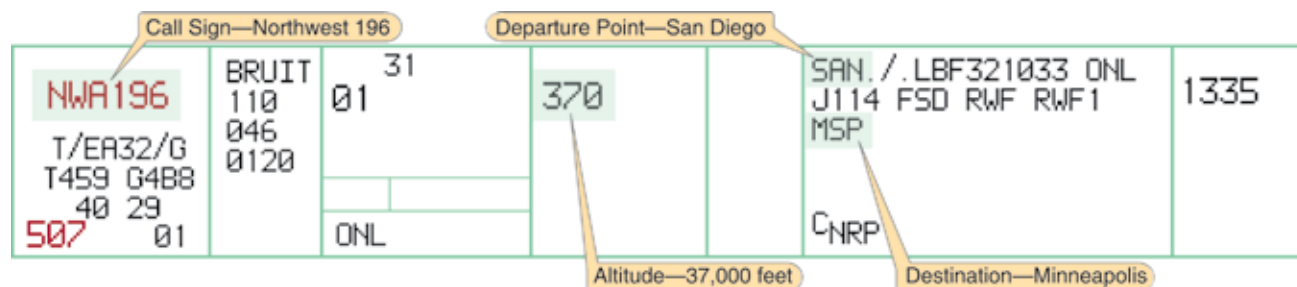 Call Sign—Northwest 196
Departure Point—San Diego
NWA196
T/EA32/G
T459 G4B8
40 29
507 01
BRUIT
110
046
0120
31
01
ONL
370
SAN./.LBF321033 ONL
J114 FSD RWF RWF1
MSP
CNRP
1335
Altitude—37,000 feet
Destination—Minneapolis